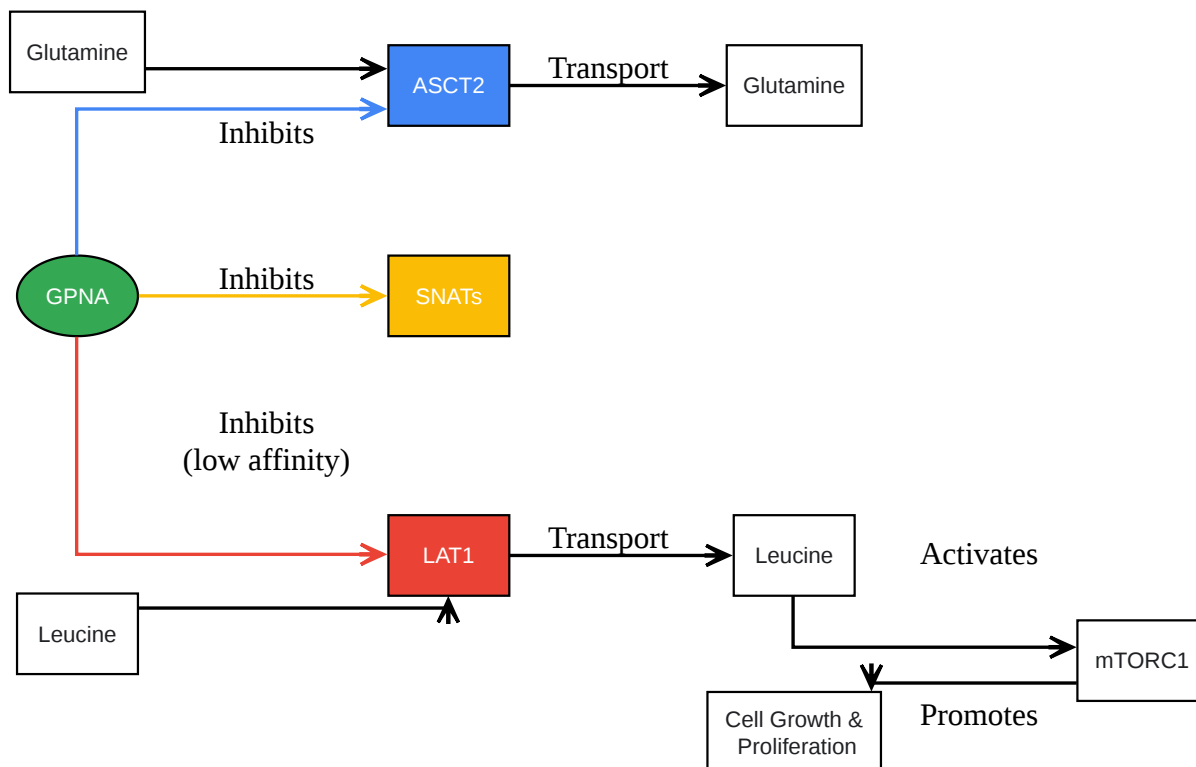 Glutamine
ASCT2
Transport
Glutamine
Inhibits
GPNA
Inhibits
SNATs
Inhibits
(low affinity)
LAT1
Transport
Leucine
Activates
Leucine
mTORC1
Promotes
Cell Growth &
Proliferation